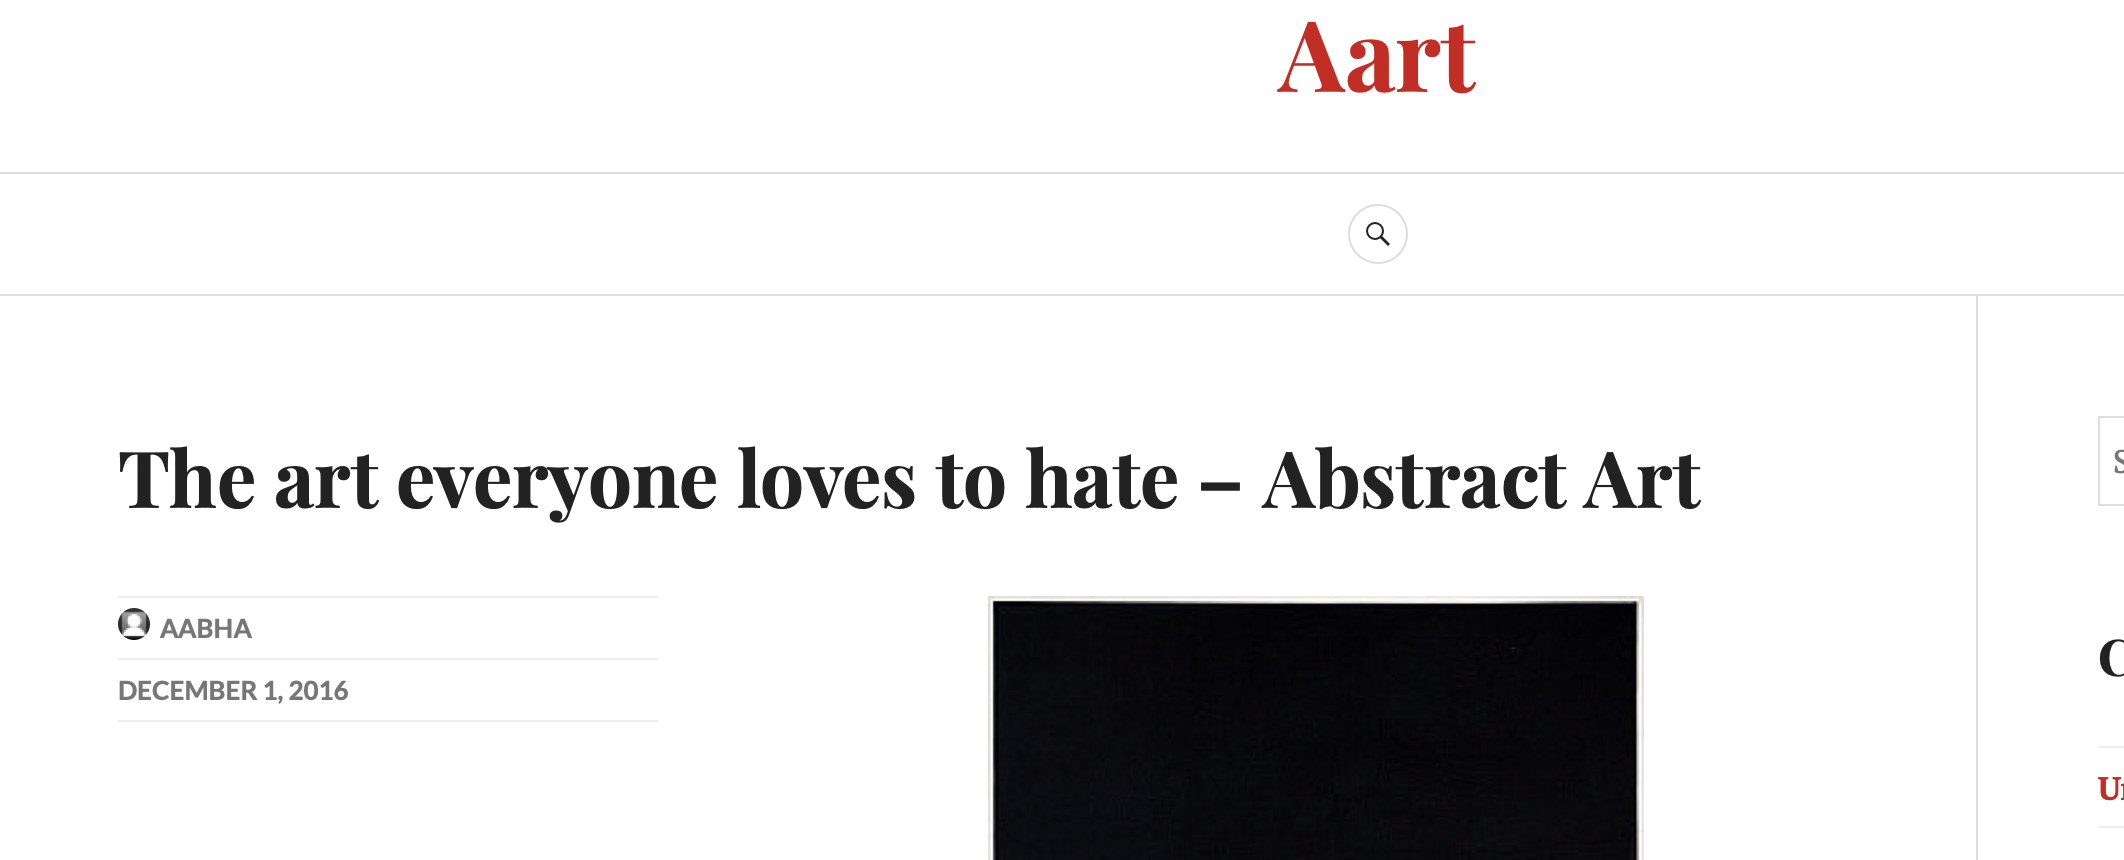 Aart
The art everyone loves to hate – Abstract Art
AABHA
DECEMBER 1, 2016